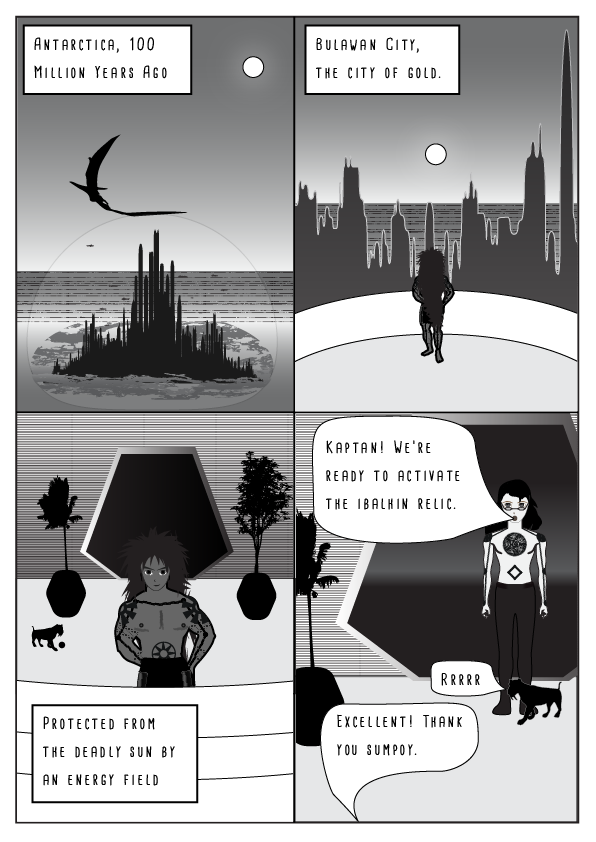 Antarctica, 100
Million Years Ago
Bulawan City,
the city of gold.
Protected from
the deadly sun by
an energy field
Kaptan! We're
ready to activate
the ibalhin relic.
Rrrrr
Excellent! Thank
you sumpoy.